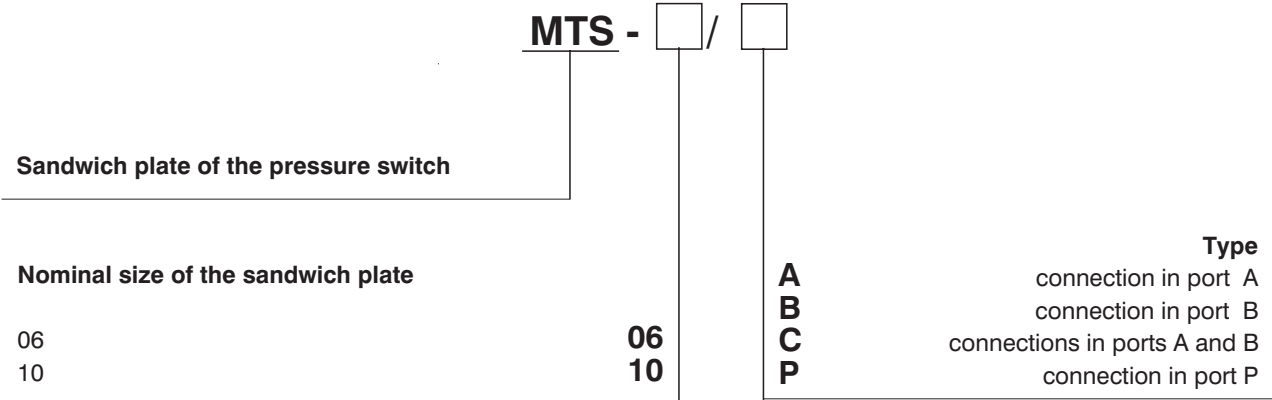 MTS - □/ □
Sandwich plate of the pressure switch
Type
Nominal size of the sandwich plate
A connection in port A
B connection in port B
06 06
C connections in ports A and B
10 10
P connection in port P